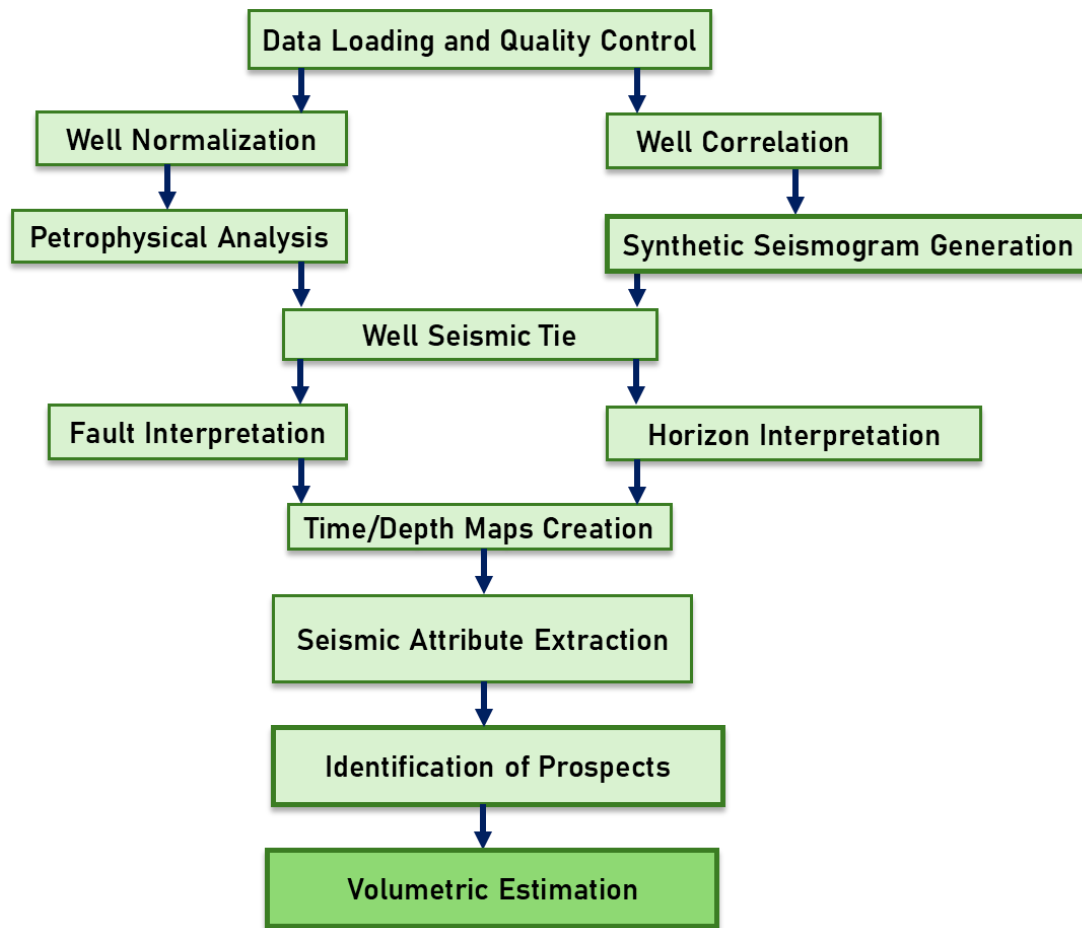 Data Loading and Quality Control
Well Normalization
Well Correlation
Petrophysical Analysis
Synthetic Seismogram Generation
Well Seismic Tie
Fault Interpretation
Horizon Interpretation
Time/Depth Maps Creation
Seismic Attribute Extraction
Identification of Prospects
Volumetric Estimation